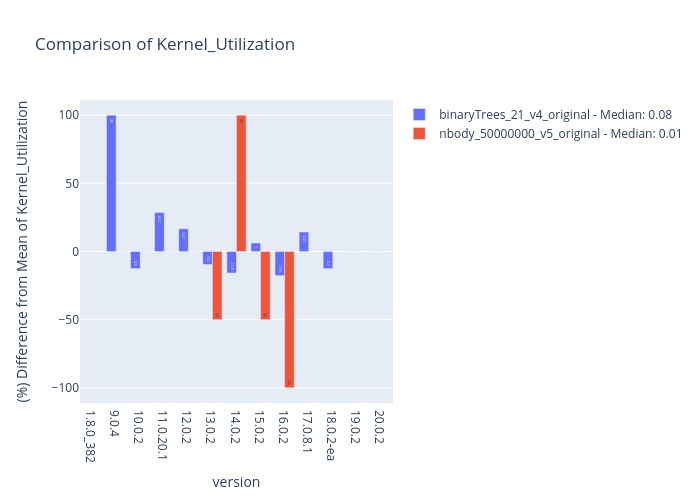 Comparison of Kernel_Utilization
binaryTrees_21_v4_original - Median: 0.08
nbody_50000000_v5_original - Median: 0.01
(%) Difference from Mean of Kernel_Utilization
100
50
0
−50
−100
1.8.0_382
9.0.4
10.0.2
11.0.20.1
12.0.2
13.0.2
14.0.2
15.0.2
16.0.2
17.0.8.1
18.0.2-ea
19.0.2
20.0.2
version